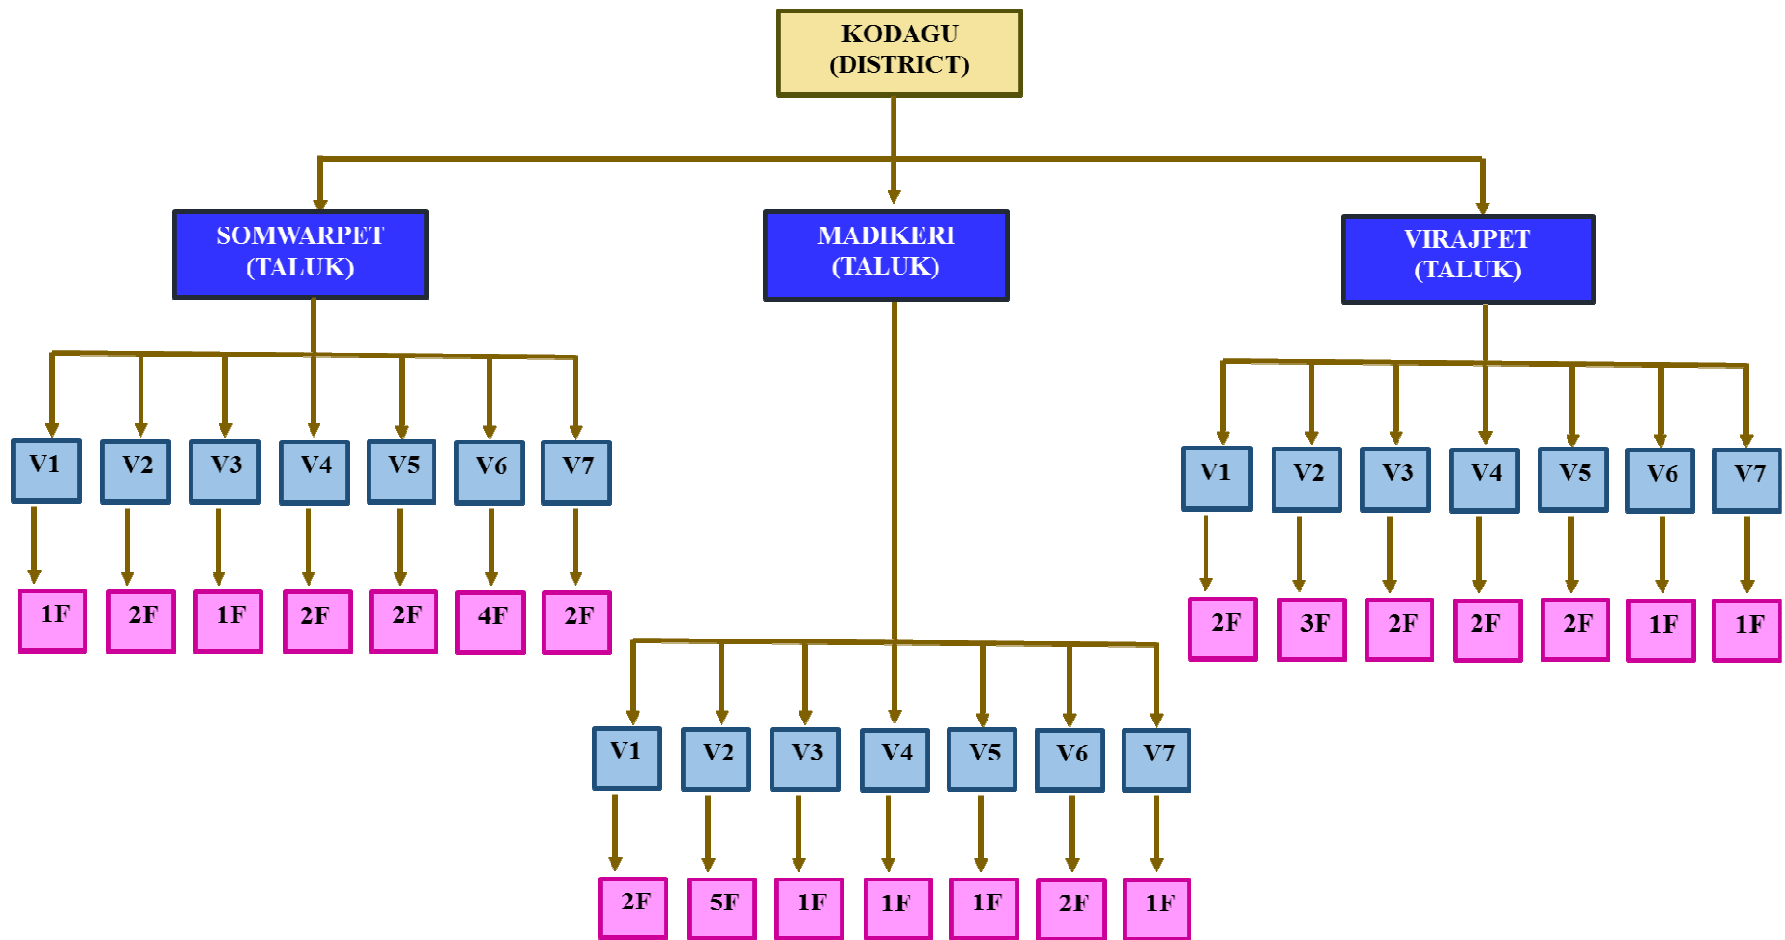 KODAGU
(DISTRICT)
SOMWARPET
(TALUK)
MADIKERI
(TALUK)
VIRAJPET
(TALUK)
V1 V2 V3 V4 V5 V6 V7
1F 2F 1F 2F 2F 4F 2F
V1 V2 V3 V4 V5 V6 V7
2F 5F 1F 1F 1F 2F 1F
V1 V2 V3 V4 V5 V6 V7
2F 3F 2F 2F 2F 1F 1F